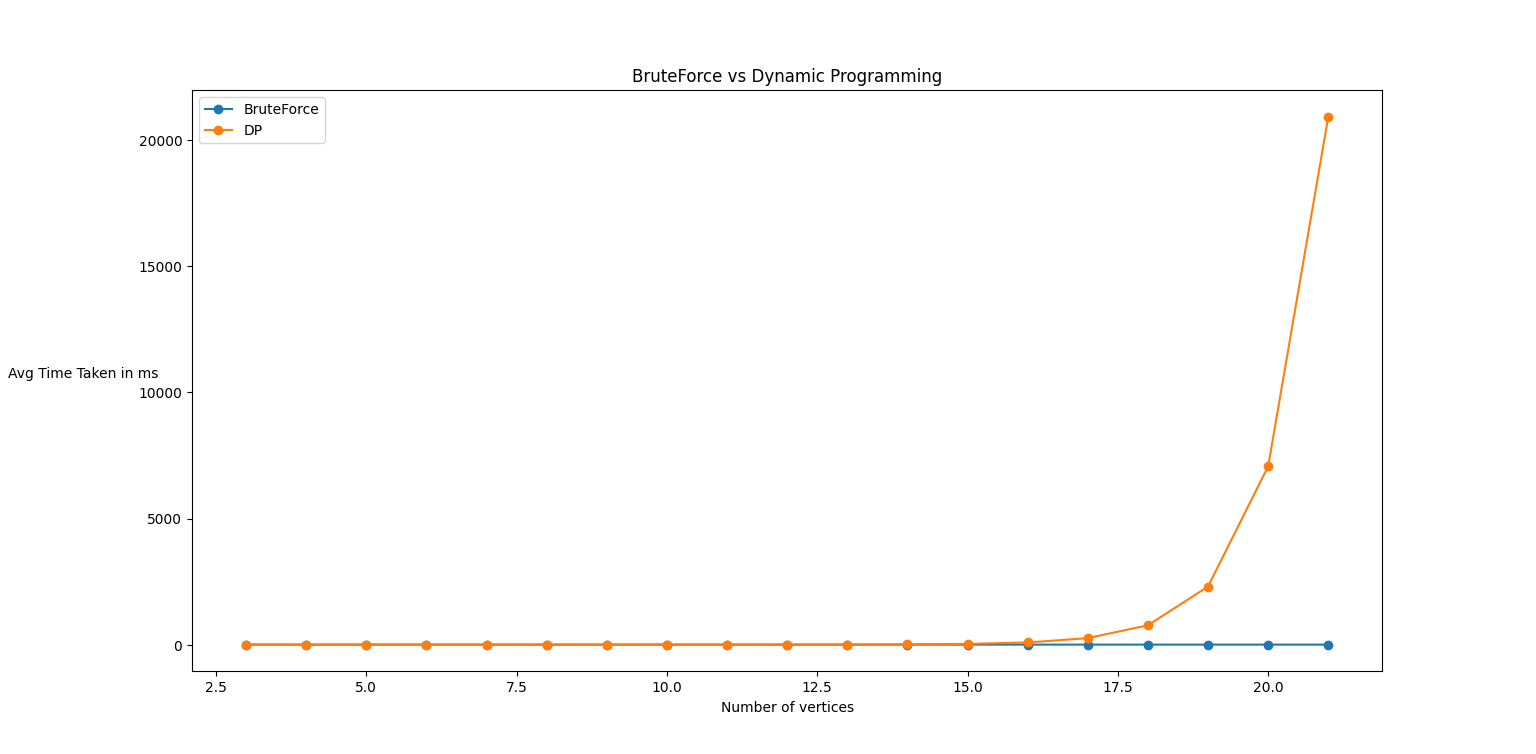 BruteForce vs Dynamic Programming
BruteForce
DP
20000
15000
10000
5000
0
Avg Time Taken in ms
2.5
5.0
7.5
10.0
12.5
15.0
17.5
20.0
Number of vertices